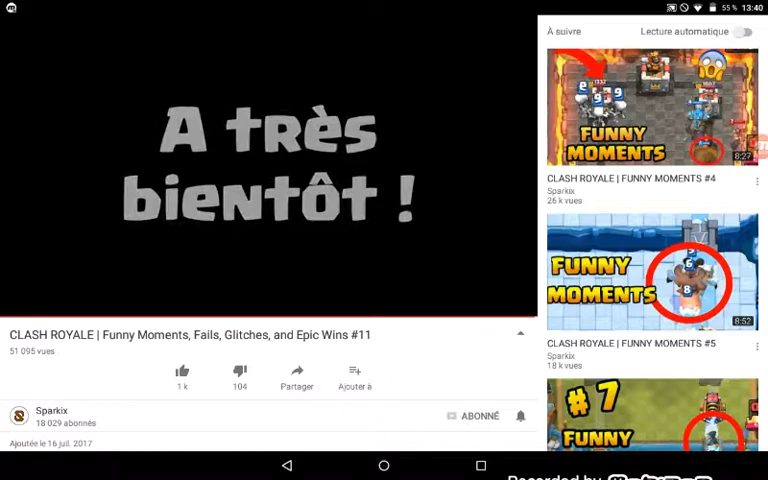 55 % 13:40
A très
bientôt !
CLASH ROYALE | Funny Moments, Fails, Glitches, and Epic Wins #11
51 095 vues
1 k
104
Partager
Ajouter à
Sparkix
18 029 abonnés
ABONNÉ
Ajoutée le 16 juil. 2017
À suivre
Lecture automatique
FUNNY
MOMENTS
8:27
CLASH ROYALE | FUNNY MOMENTS #4
Sparkix
26 k vues
FUNNY
MOMENTS
8:52
CLASH ROYALE | FUNNY MOMENTS #5
Sparkix
18 k vues
# 7
FUNNY
Recorded by